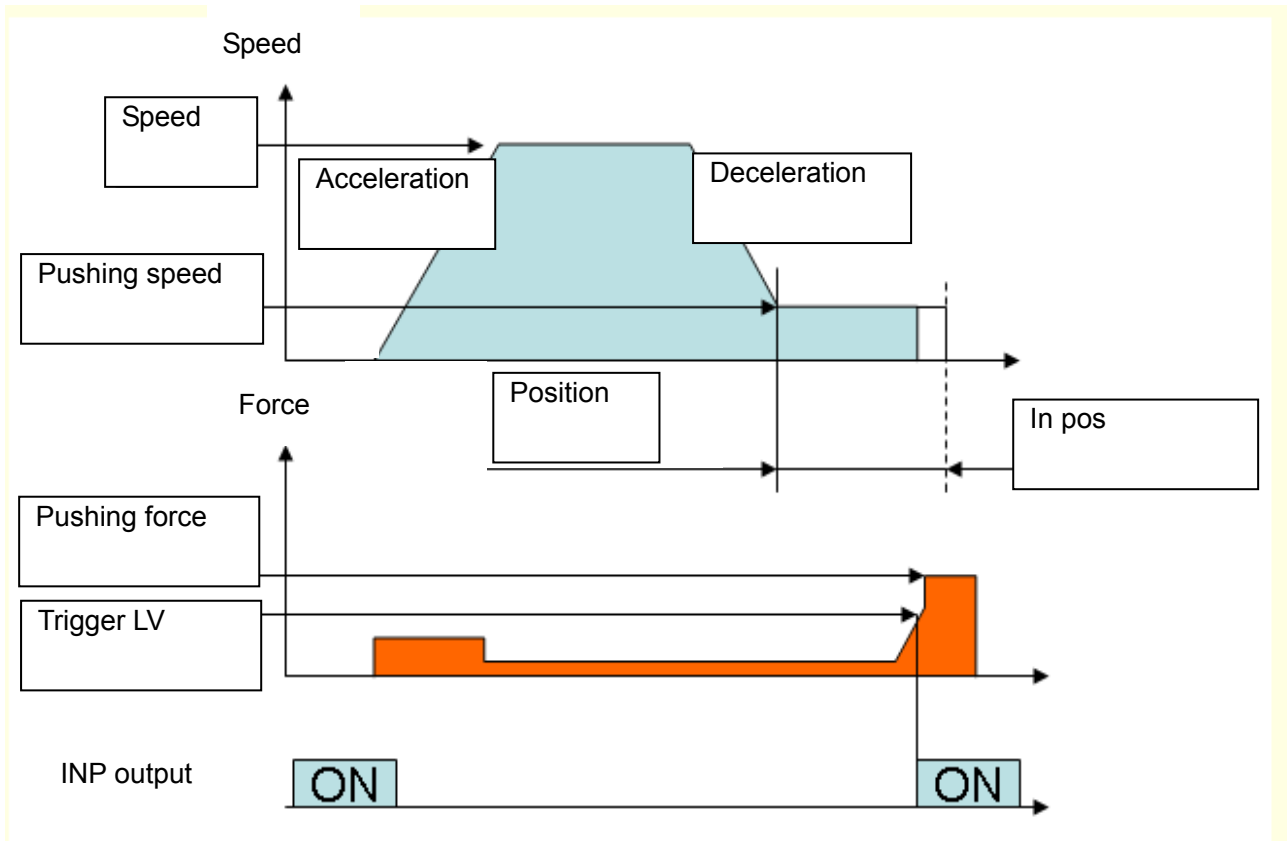 Speed
Speed
Acceleration
Deceleration
Pushing speed
Position
Force
In pos
Pushing force
Trigger LV
INP output
ON
ON